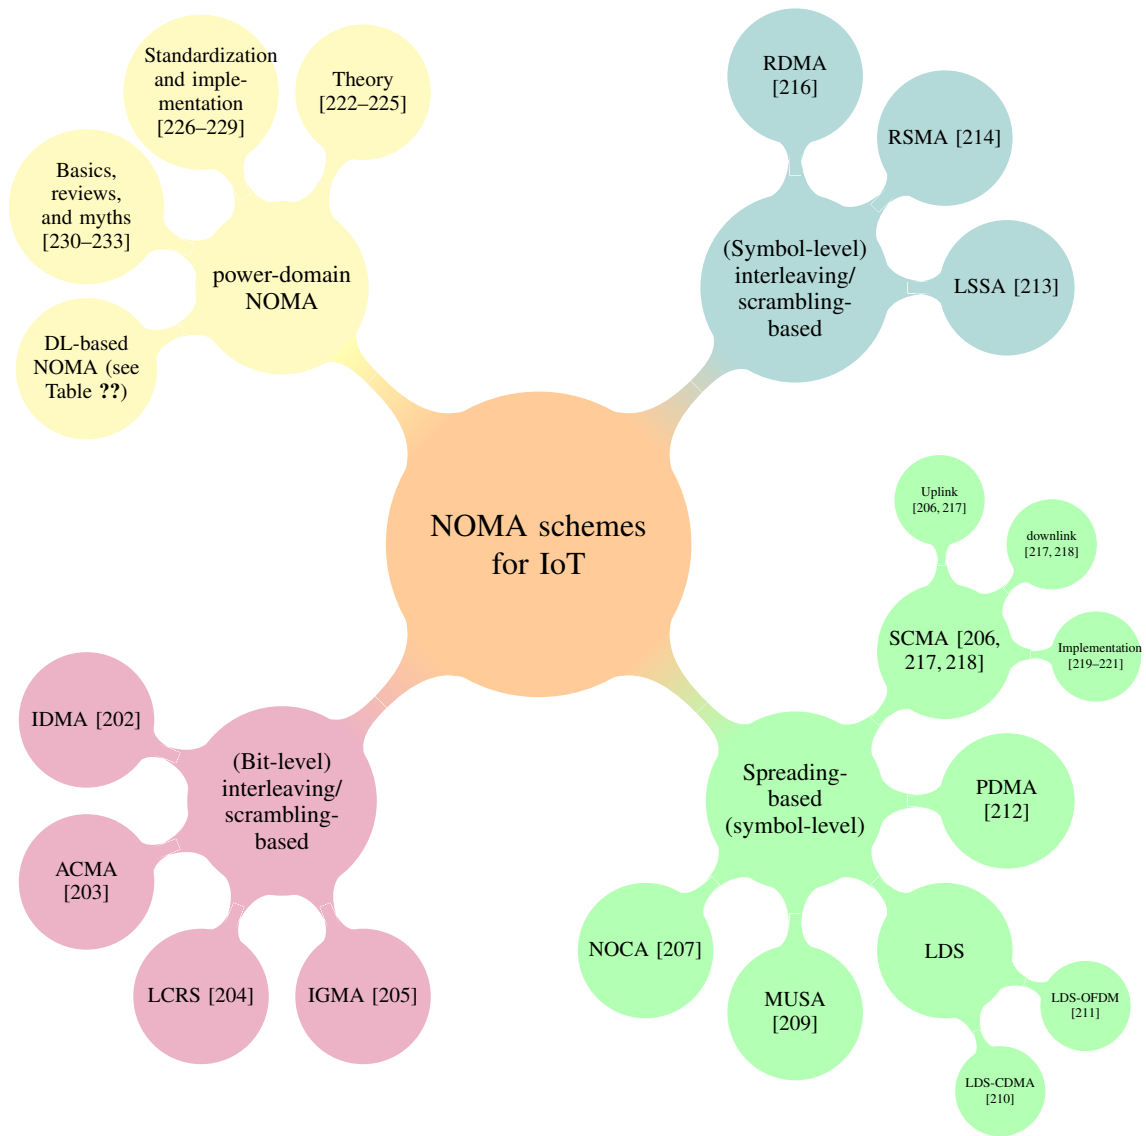 NOMA schemes
for IoT
power-domain
NOMA
Theory
[222–225]
Standardization
and imple-
mentation
[226–229]
Basics,
reviews,
and myths
[230–233]
DL-based
NOMA (see
Table ??)
(Symbol-level)
interleaving/
scrambling-
based
RDMA
[216]
RSMA [214]
LSSA [213]
(Bit-level)
interleaving/
scrambling-
based
IDMA [202]
ACMA
[203]
LCRS [204]
IGMA [205]
Spreading-
based
(symbol-level)
SCMA [206,
217, 218]
Uplink
[206, 217]
downlink
[217, 218]
Implementation
[219–221]
PDMA
[212]
LDS
LDS-OFDM
[211]
LDS-CDMA
[210]
MUSA
[209]
NOCA [207]